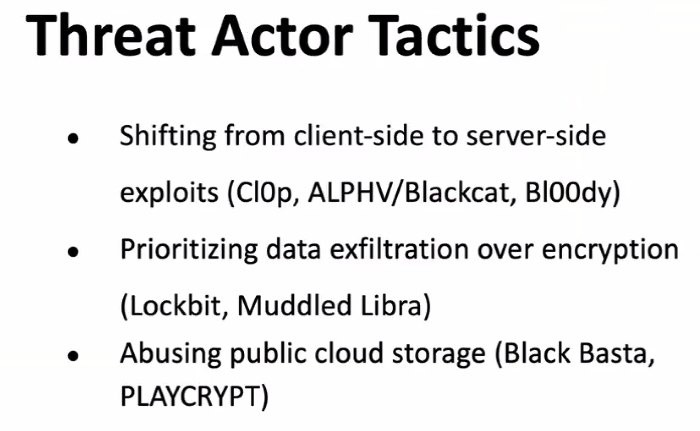 Threat Actor Tactics
• Shifting from client-side to server-side
exploits (Cl0p, ALPHV/Blackcat, Bl00dy)
• Prioritizing data exfiltration over encryption
(Lockbit, Muddled Libra)
• Abusing public cloud storage (Black Basta,
PLAYCRYPT)